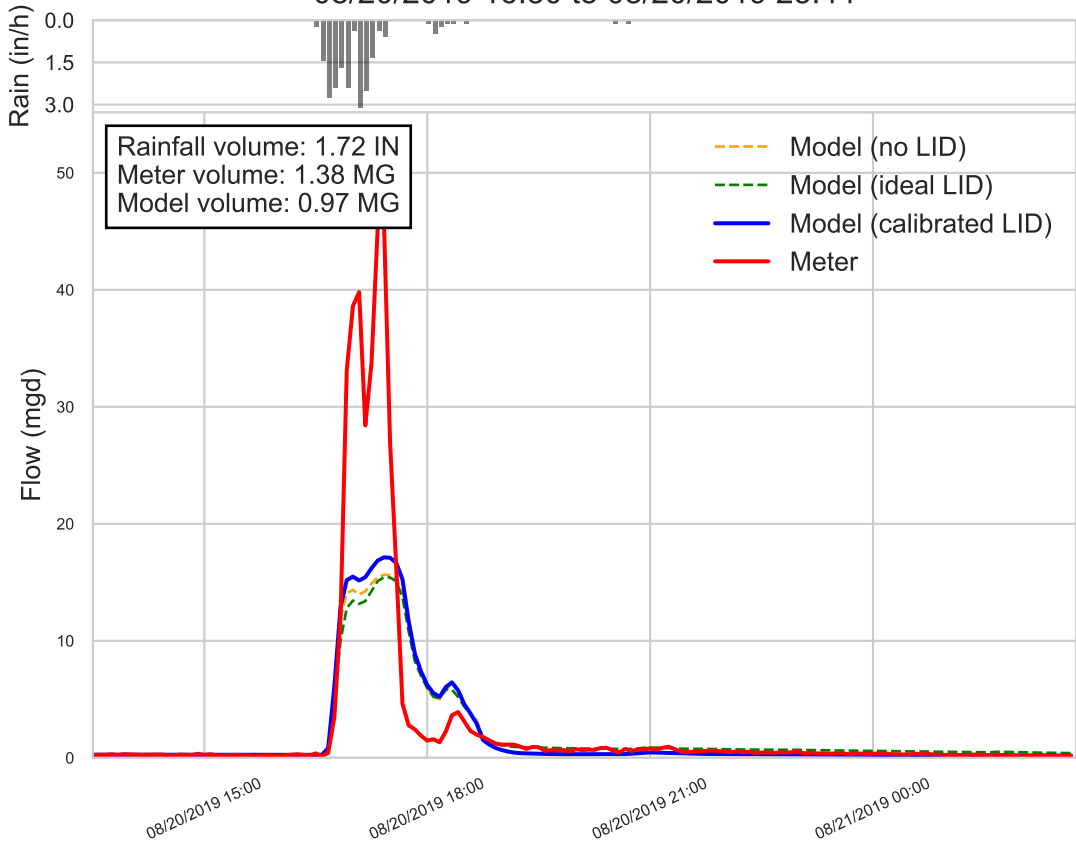 Rain (in/h)
0.0
1.5
3.0
Rainfall volume: 1.72 IN
Meter volume: 1.38 MG
Model volume: 0.97 MG
Model (no LID)
Model (ideal LID)
Model (calibrated LID)
Meter
Flow (mgd)
50
40
30
20
10
0
08/20/2019 15:00
08/20/2019 18:00
08/20/2019 21:00
08/21/2019 00:00